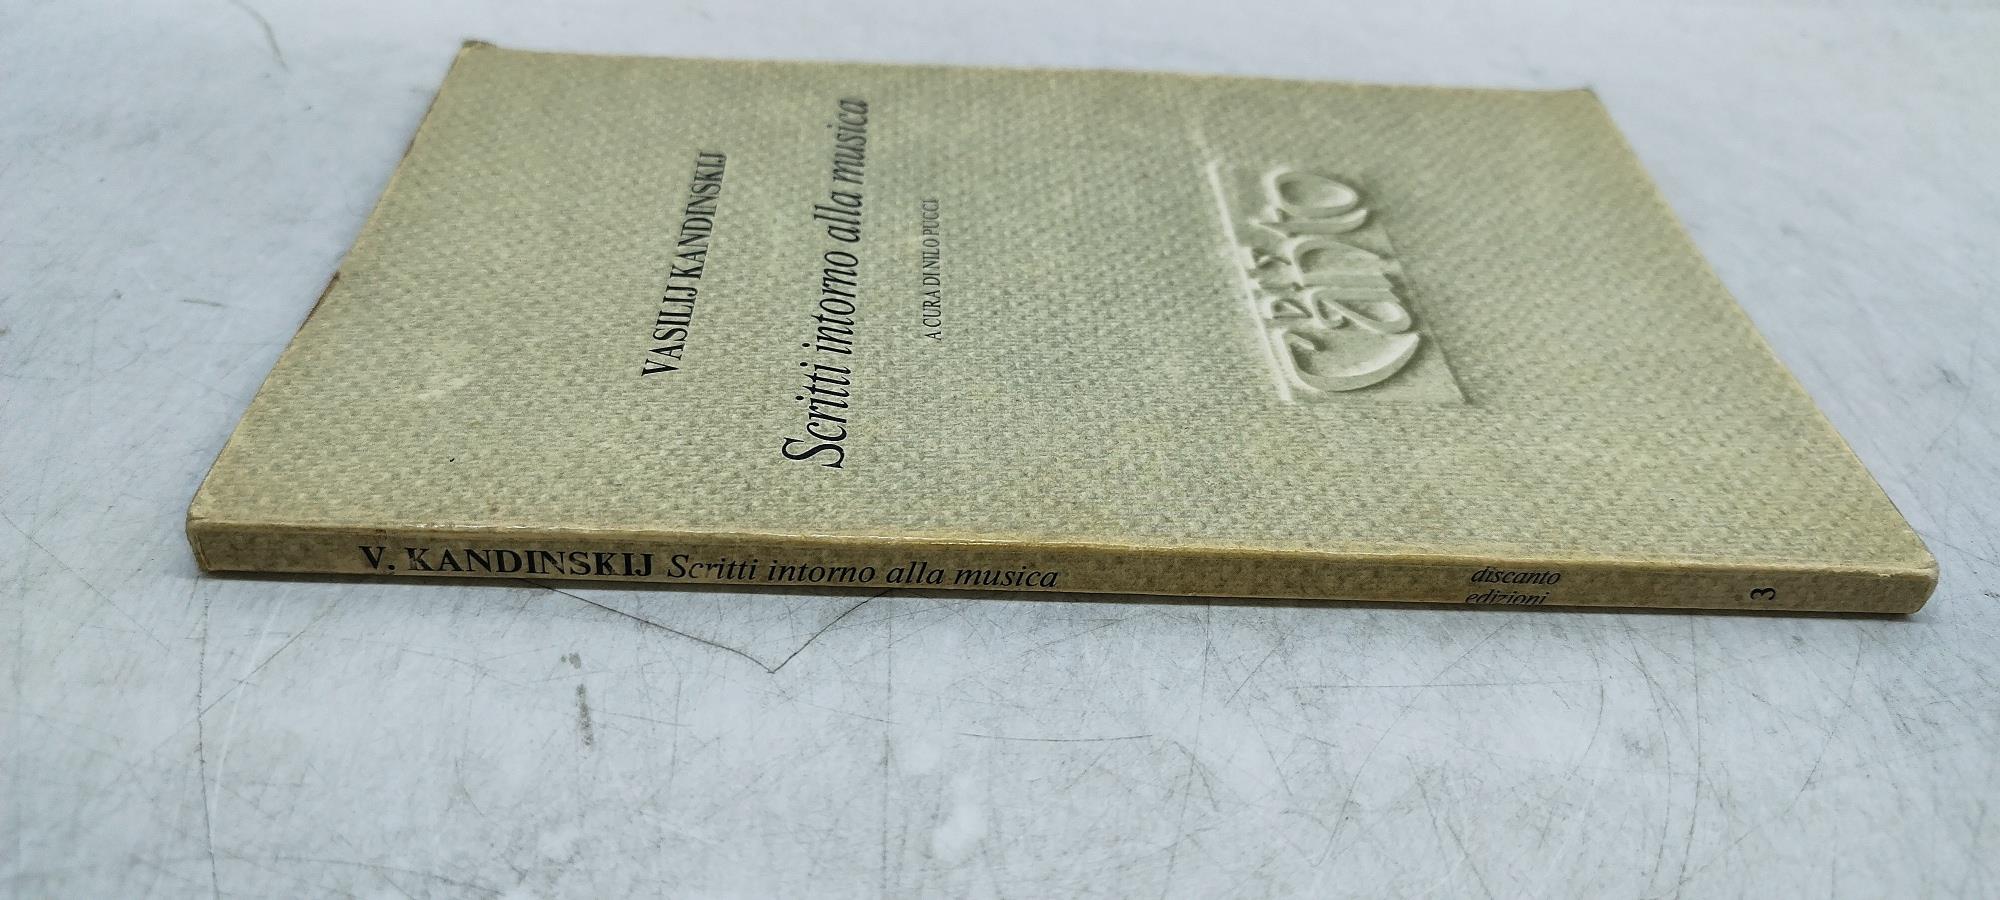 VASILIJ KANDINSKIJ
Scritti intorno alla musica
A CURA DI NILO PUCCI
V. KANDINSKIJ Scritti intorno alla musica
discanto
edizioni
3